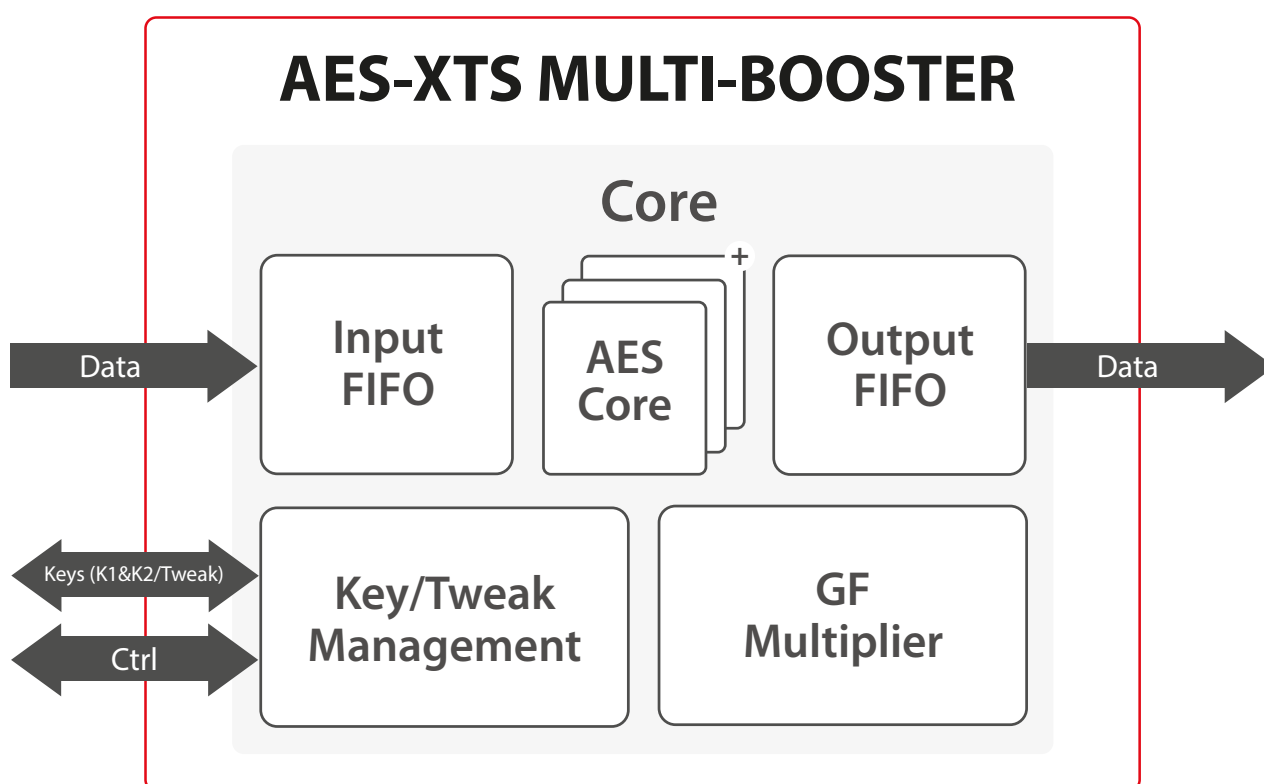 AES-XTS MULTI-BOOSTER
Core
+
Input
FIFO
AES
Core
Output
FIFO
Data
Data
Keys (K1&K2/Tweak)
Ctrl
Key/Tweak
Management
GF
Multiplier